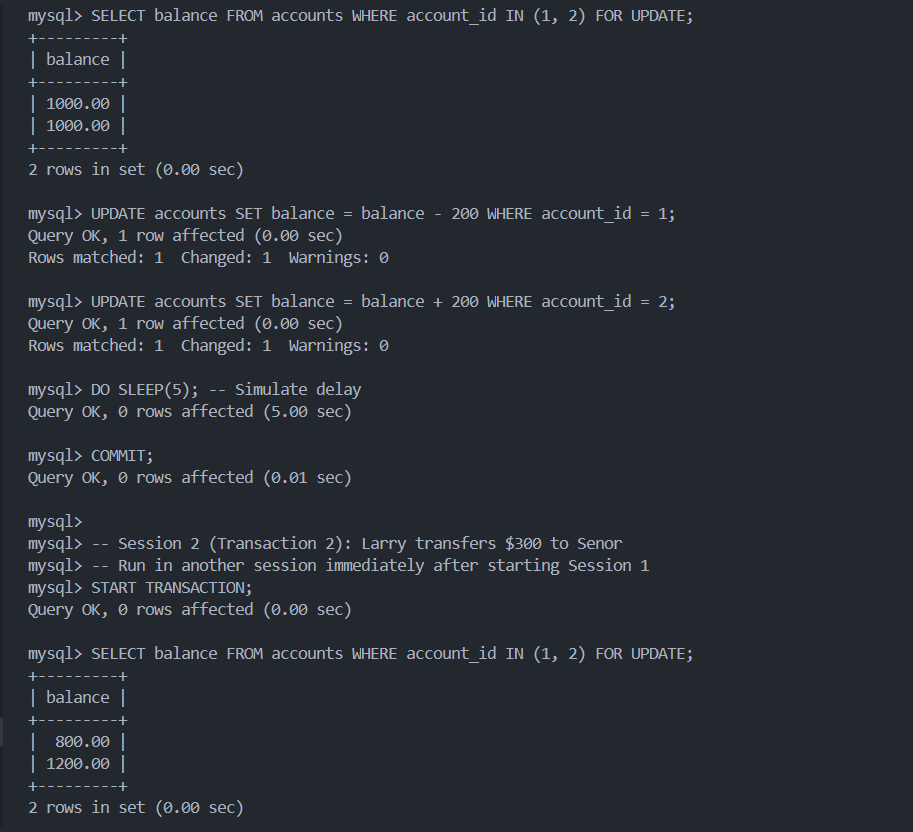 mysql> SELECT balance FROM accounts WHERE account_id IN (1, 2) FOR UPDATE;
+---------+
| balance |
+---------+
| 1000.00 |
| 1000.00 |
+---------+
2 rows in set (0.00 sec)
mysql> UPDATE accounts SET balance = balance - 200 WHERE account_id = 1;
Query OK, 1 row affected (0.00 sec)
Rows matched: 1  Changed: 1  Warnings: 0
mysql> UPDATE accounts SET balance = balance + 200 WHERE account_id = 2;
Query OK, 1 row affected (0.00 sec)
Rows matched: 1  Changed: 1  Warnings: 0
mysql> DO SLEEP(5); -- Simulate delay
Query OK, 0 rows affected (5.00 sec)
mysql> COMMIT;
Query OK, 0 rows affected (0.01 sec)
mysql>
mysql> -- Session 2 (Transaction 2): Larry transfers $300 to Senor
mysql> -- Run in another session immediately after starting Session 1
mysql> START TRANSACTION;
Query OK, 0 rows affected (0.00 sec)
mysql> SELECT balance FROM accounts WHERE account_id IN (1, 2) FOR UPDATE;
+---------+
| balance |
+---------+
|  800.00 |
| 1200.00 |
+---------+
2 rows in set (0.00 sec)